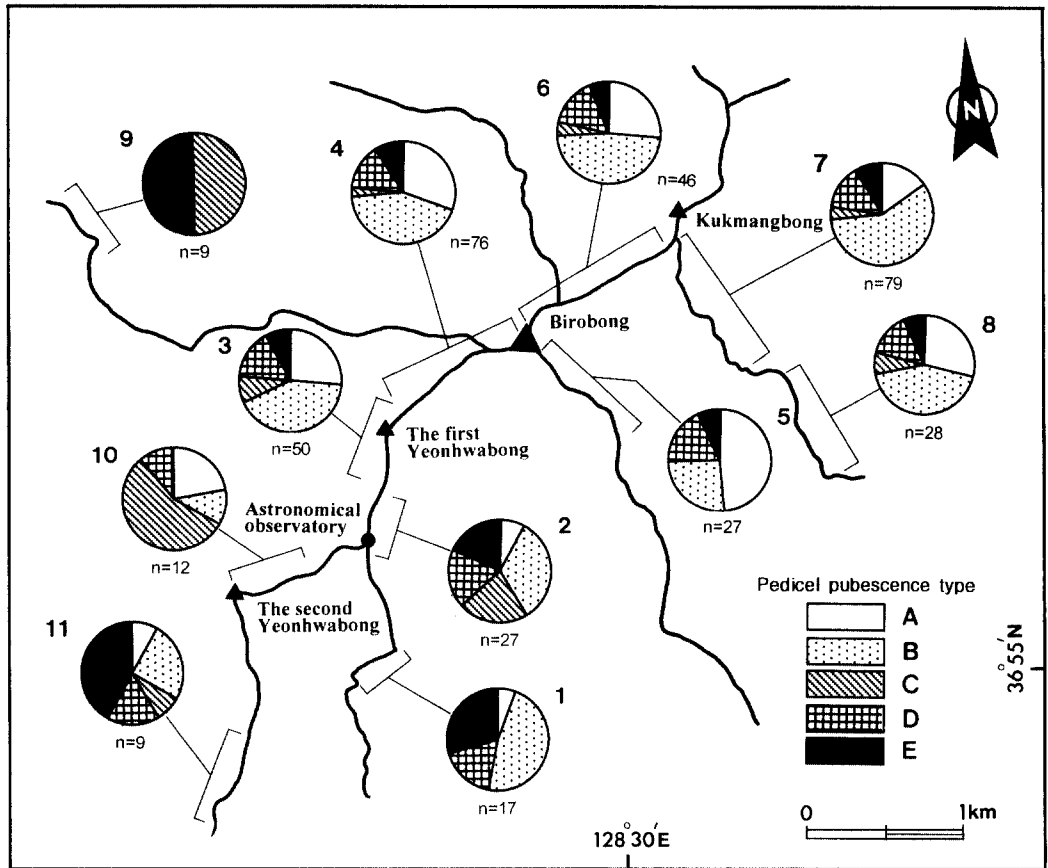 6
N
9
4
7
n=46
Kukmangbong
n=9
n=76
n=79
Birobong
3
8
5
The first
Yeonhwabong
n=50
n=28
10
Astronomical
observatory
2
n=27
n=12
The second
Yeonhwabong
n=27
11
1
n=9
n=17
Pedicel pubescence type
A
B
C
D
E
36°55′N
0 1km
128°30′E